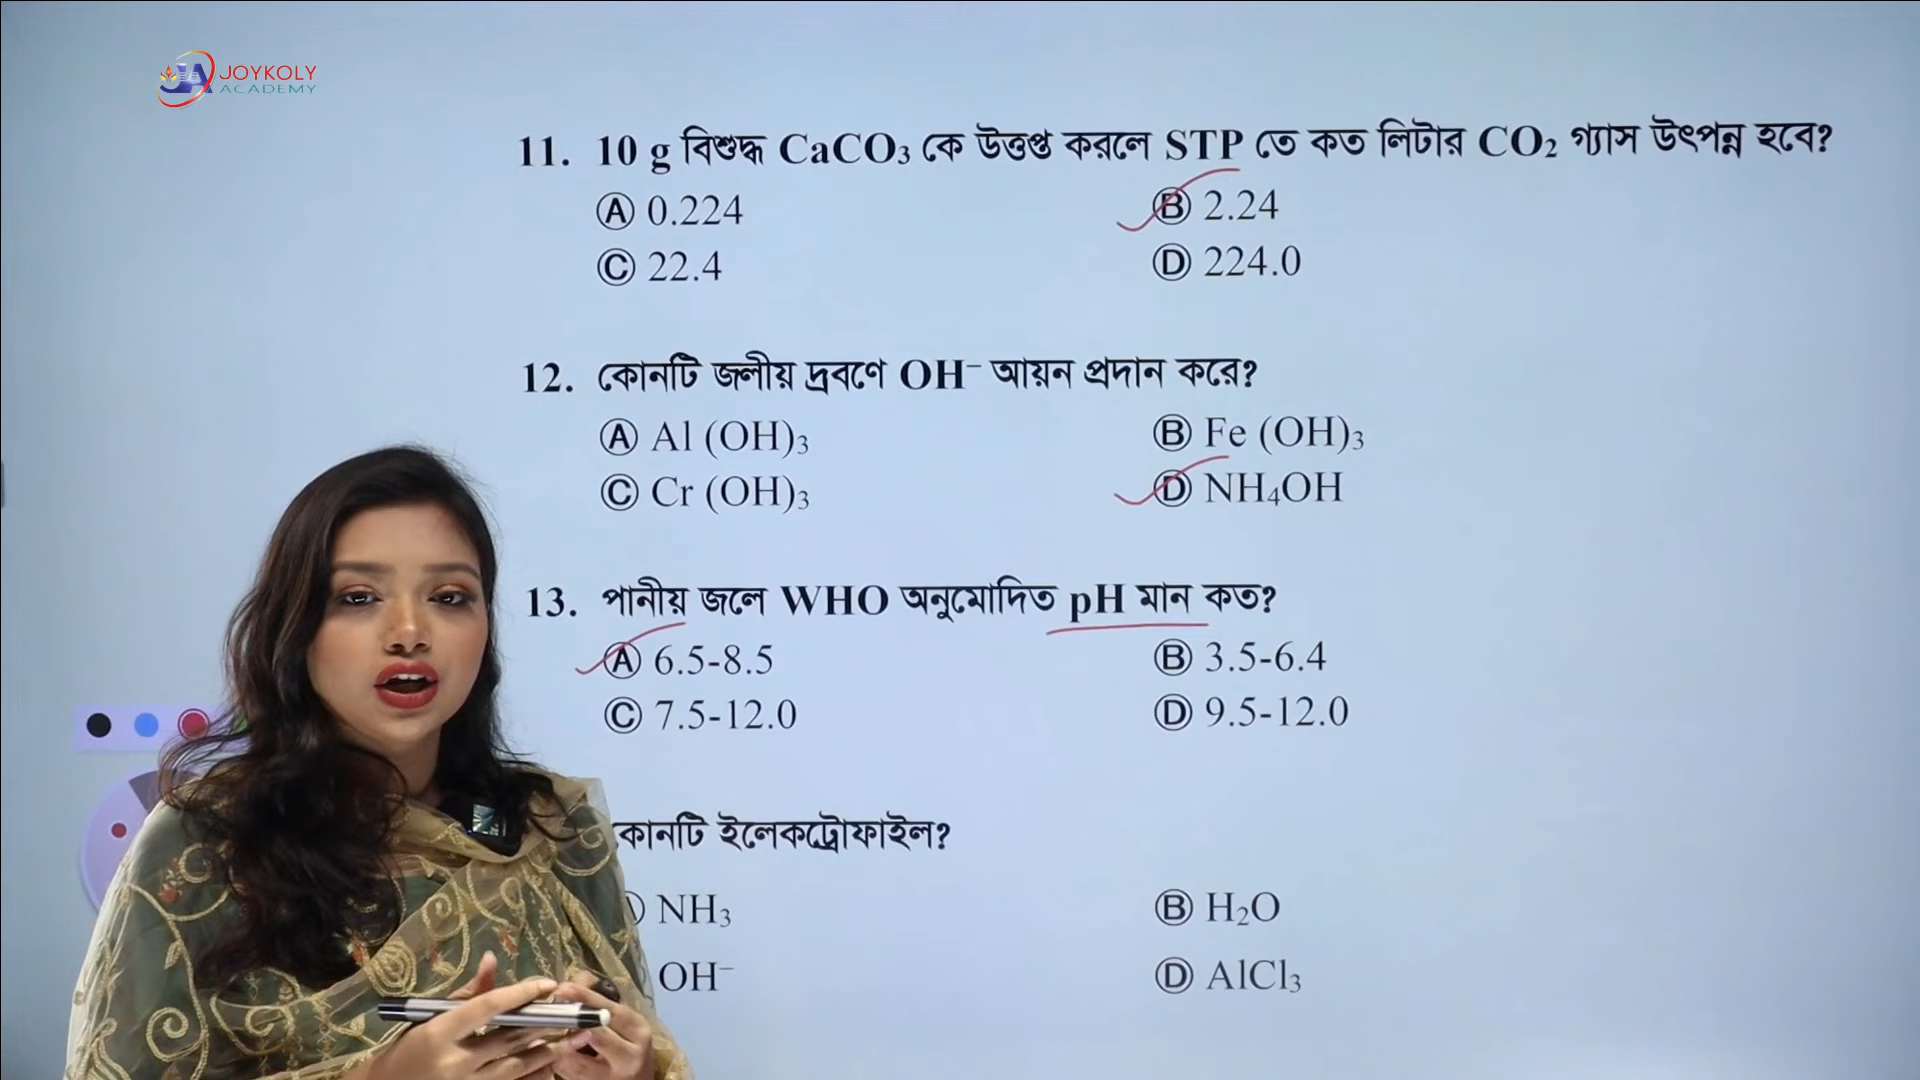 JOYKOLY
ACADEMY
11. 10 g বিশুদ্ধ CaCO₃ কে উত্তপ্ত করলে STP তে কত লিটার CO₂ গ্যাস উৎপন্ন হবে?
Ⓐ 0.224 Ⓑ 2.24
Ⓒ 22.4 Ⓓ 224.0
12. কোনটি জলীয় দ্রবণে OH⁻ আয়ন প্রদান করে?
Ⓐ Al (OH)₃ Ⓑ Fe (OH)₃
Ⓒ Cr (OH)₃ Ⓓ NH₄OH
13. পানীয় জলে WHO অনুমোদিত pH মান কত?
Ⓐ 6.5-8.5 Ⓑ 3.5-6.4
Ⓒ 7.5-12.0 Ⓓ 9.5-12.0
কোনটি ইলেকট্রোফাইল?
NH₃ Ⓑ H₂O
OH⁻ Ⓓ AlCl₃